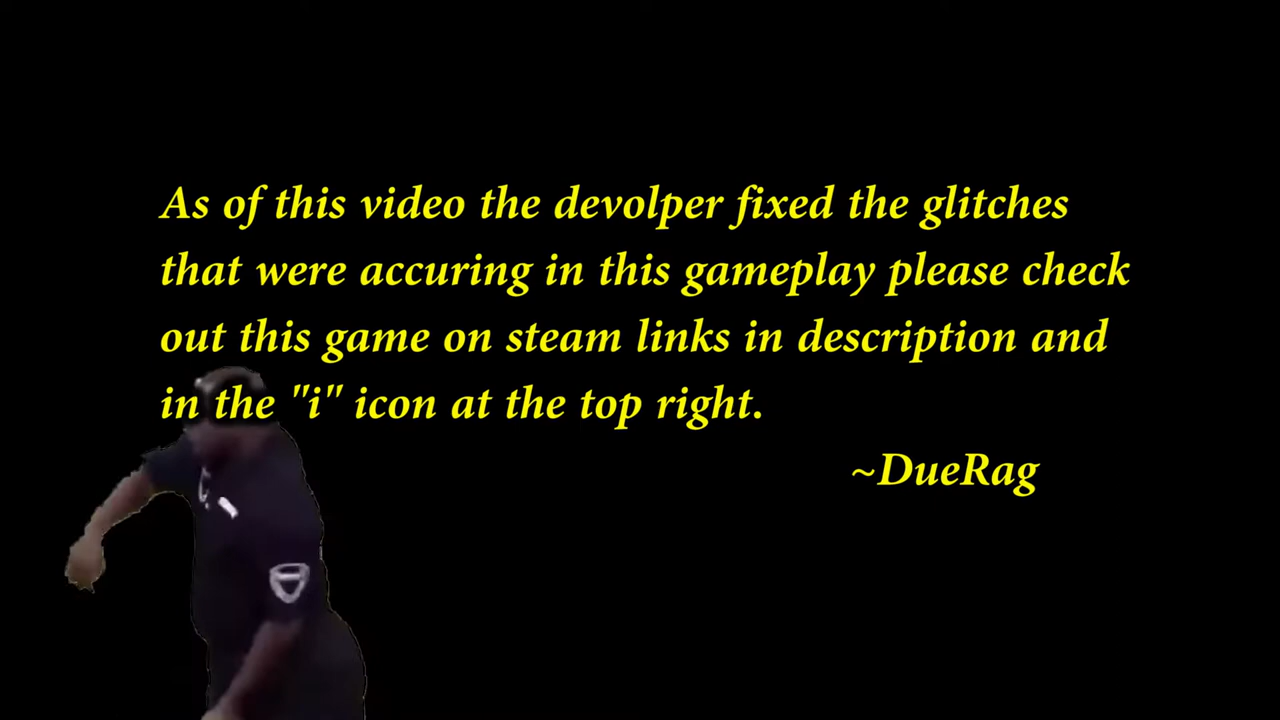 As of this video the devolper fixed the glitches
that were accuring in this gameplay please check
out this game on steam links in description and
in the "i" icon at the top right.
~DueRag